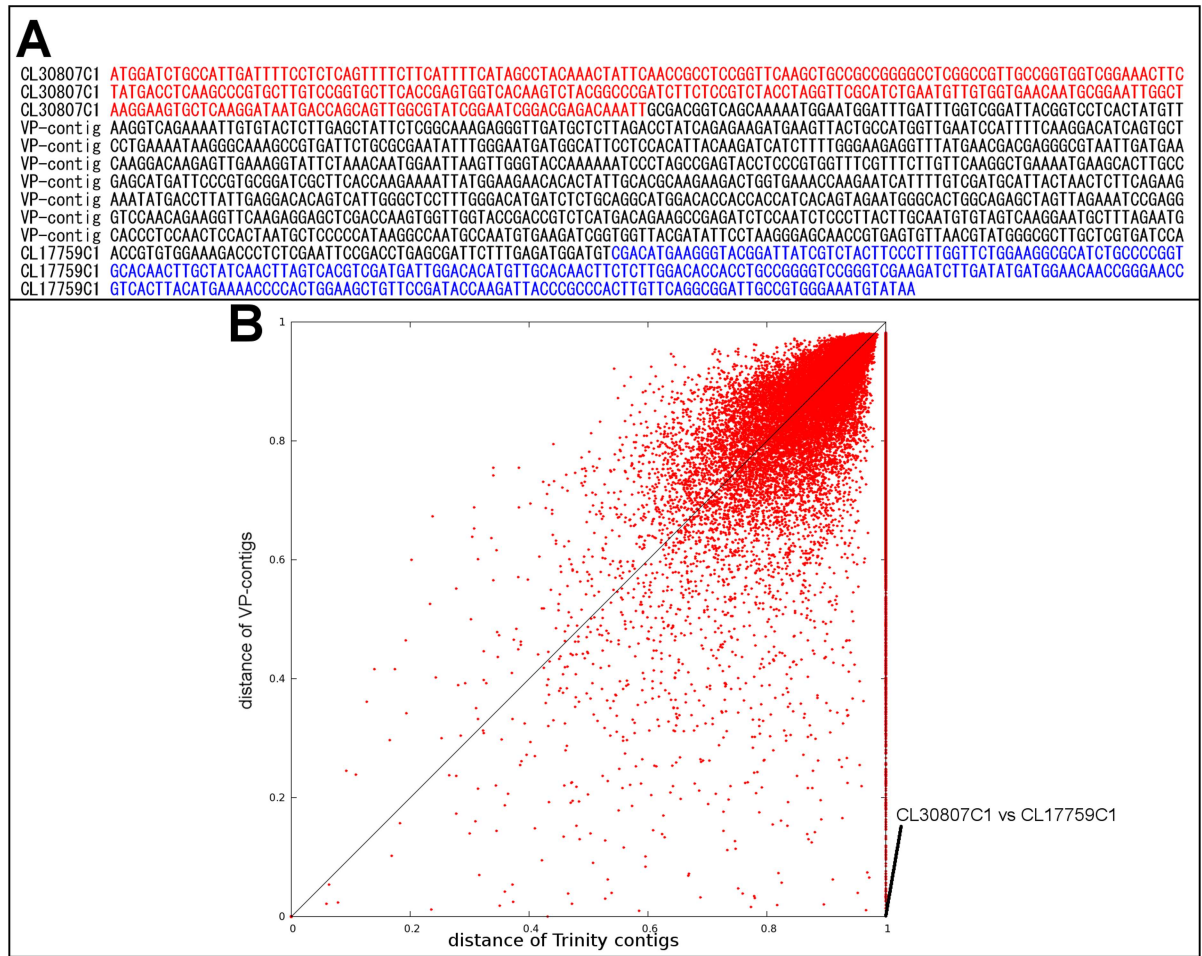 A
CL30807C1 ATGGATCTGCCATTGATTTTCCTCTCAGTTTTCTTCATTTTCATAGCCTACAAACTATTCAACCGCCTCCGGTTCAAGCTGCCGCCGGGGCCTCGGCCGTTGCCGGTGGTCGGAAACTTC
CL30807C1 TATGACCTCAAGCCCGTGCTTGTCCGGTGCTTCACCGAGTGGTCACAAGTCTACGGCCCGATCTTCTCCGTCTACCTAGGTTCGCATCTGAATGTTGTGGTGAACAATGCGGAATTGGCT
CL30807C1 AAGGAAGTGCTCAAGGATAATGACCAGCAGTTGGCGTATCGGAATCGGACGAGACAAATTGCGACGGTCAGCAAAAATGGAATGGATTTGATTTGGTCGGATTACGGTCCTCACTATGTT
VP-contig AAGGTCAGAAAATTGTGTACTCTTGAGCTATTCTCGGCAAAGAGGGTTGATGCTCTTAGACCTATCAGAGAAGATGAAGTTACTGCCATGGTTGAATCCATTTTCAAGGACATCAGTGCT
VP-contig CCTGAAAATAAGGGCAAAGCCGTGATTCTGCGCGAATATTTGGGAATGATGGCATTCCTCCACATTACAAGATCATCTTTTGGGAAGAGGTTTATGAACGACGAGGGCGTAATTGATGAA
VP-contig CAAGGACAAGAGTTGAAAGGTATTCTAAACAATGGAATTAAGTTGGGTACCAAAAAATCCCTAGCCGAGTACCTCCCGTGGTTTCGTTTCTTGTTCAAGGCTGAAAATGAAGCACTTGCC
VP-contig GAGCATGATTCCCGTGCGGATCGCTTCACCAAGAAAATTATGGAAGAACACACTATTGCACGCAAGAAGACTGGTGAAACCAAGAATCATTTTGTCGATGCATTACTAACTCTTCAGAAG
VP-contig AAATATGACCTTATTGAGGACACAGTCATTGGGCTCCTTTGGGACATGATCTCTGCAGGCATGGACACCACCACCATCACAGTAGAATGGGCACTGGCAGAGCTAGTTAGAAATCCGAGG
VP-contig GTCCAACAGAAGGTTCAAGAGGAGCTCGACCAAGTGGTTGGTACCGACCGTCTCATGACAGAAGCCGAGATCTCCAATCTCCCTTACTTGCAATGTGTAGTCAAGGAATGCTTTAGAATG
VP-contig CACCCTCCAACTCCACTAATGCTCCCCCATAAGGCCAATGCCAATGTGAAGATCGGTGGTTACGATATTCCTAAGGGAGCAACCGTGAGTGTTAACGTATGGGCGCTTGCTCGTGATCCA
CL17759C1 ACCGTGTGGAAAGACCCTCTCGAATTCCGACCTGAGCGATTCTTTGAGATGGATGTCGACATGAAGGGTACGGATTATCGTCTACTTCCCTTTGGTTCTGGAAGGCGCATCTGCCCCGGT
CL17759C1 GCACAACTTGCTATCAACTTAGTCACGTCGATGATTGGACACATGTTGCACAACTTCTCTTGGACACCACCTGCCGGGGTCCGGGTCGAAGATCTTGATATGATGGAACAACCGGGAACC
CL17759C1 GTCACTTACATGAAAACCCCACTGGAAGCTGTTCCGATACCAAGATTACCCGCCCACTTGTTCAGGCGGATTGCCGTGGGAAATGTATAA
B
1
0.8
0.6
0.4
0.2
0
distance of VP-contigs
CL30807C1 vs CL17759C1
0
0.2
0.4
0.6
0.8
1
distance of Trinity contigs